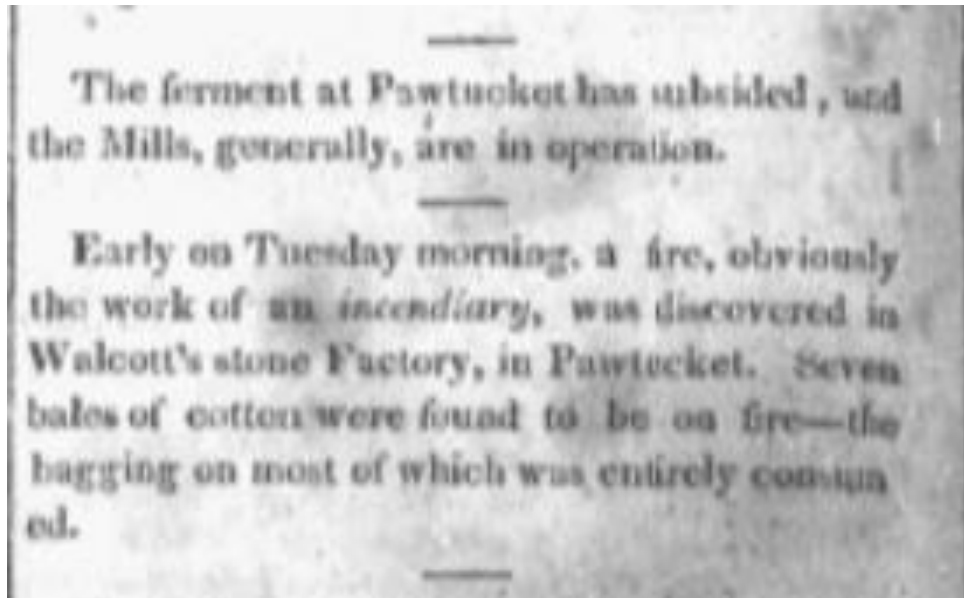 The ferment at Pawtucket has subsided, and
the Mills, generally, are in operation.
Early on Tuesday morning, a fire, obviously
the work of an incendiary, was discovered in
Walcott's stone Factory, in Pawtucket. Seven
bales of cotton were found to be on fire—the
bagging on most of which was entirely consum
ed.